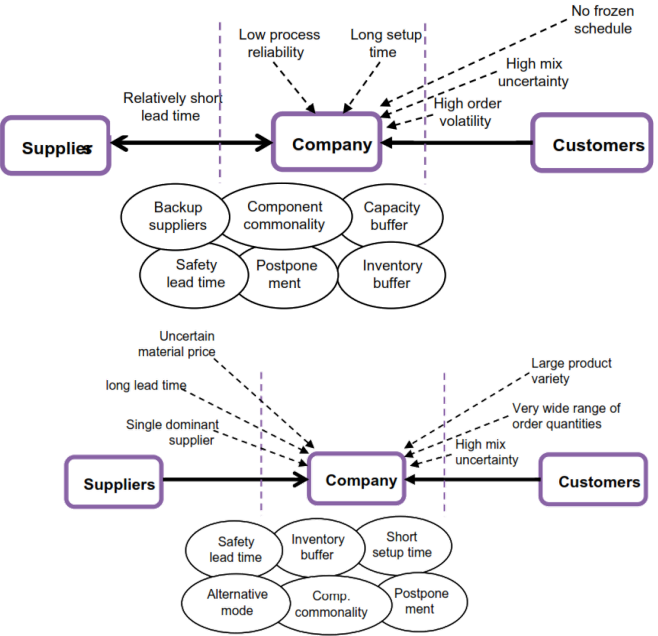 No frozen
schedule
Low process
reliability
Long setup
time
High mix
uncertainty
Relatively short
lead time
High order
volatility
Suppliers
Company
Customers
Backup
suppliers
Component
commonality
Capacity
buffer
Safety
lead time
Postpone
ment
Inventory
buffer
Uncertain
material price
Large product
variety
long lead time
Very wide range of
order quantities
Single dominant
supplier
High mix
uncertainty
Suppliers
Company
Customers
Safety
lead time
Inventory
buffer
Short
setup time
Alternative
mode
Comp.
commonality
Postpone
ment